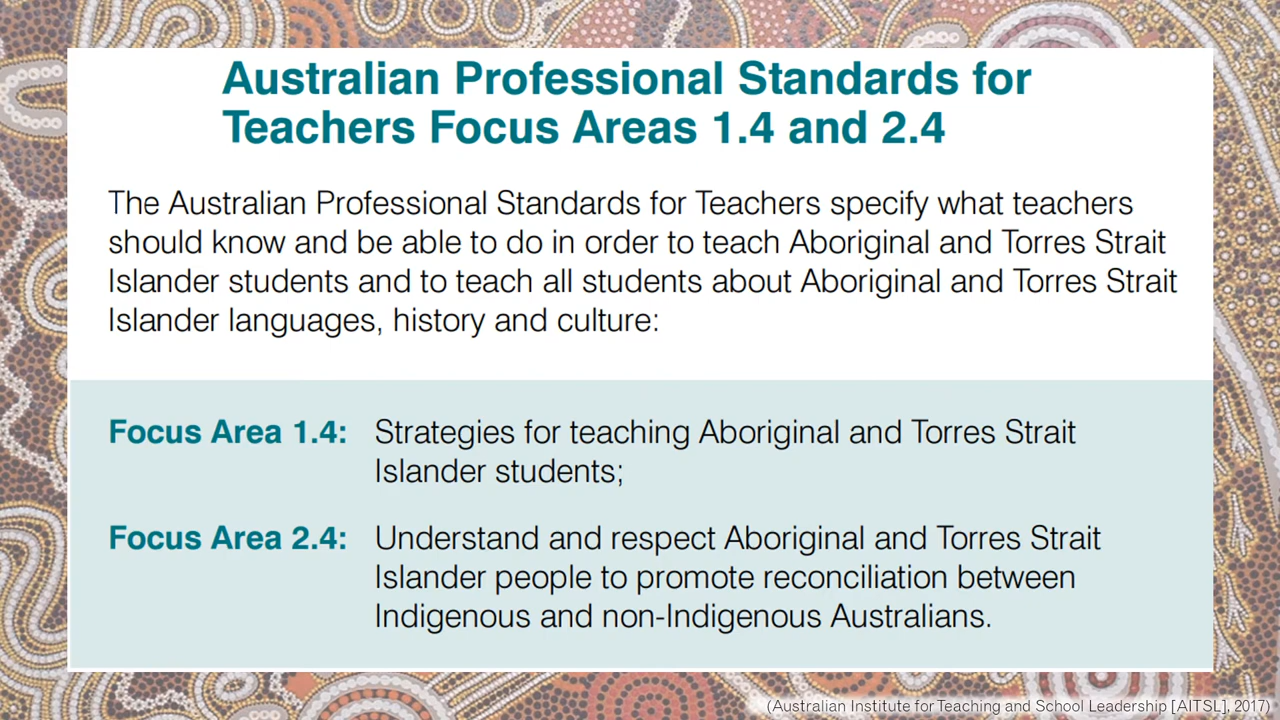 Australian Professional Standards for
Teachers Focus Areas 1.4 and 2.4
The Australian Professional Standards for Teachers specify what teachers
should know and be able to do in order to teach Aboriginal and Torres Strait
Islander students and to teach all students about Aboriginal and Torres Strait
Islander languages, history and culture:
Focus Area 1.4: Strategies for teaching Aboriginal and Torres Strait
Islander students;
Focus Area 2.4: Understand and respect Aboriginal and Torres Strait
Islander people to promote reconciliation between
Indigenous and non-Indigenous Australians.
(Australian Institute for Teaching and School Leadership [AITSL], 2017)